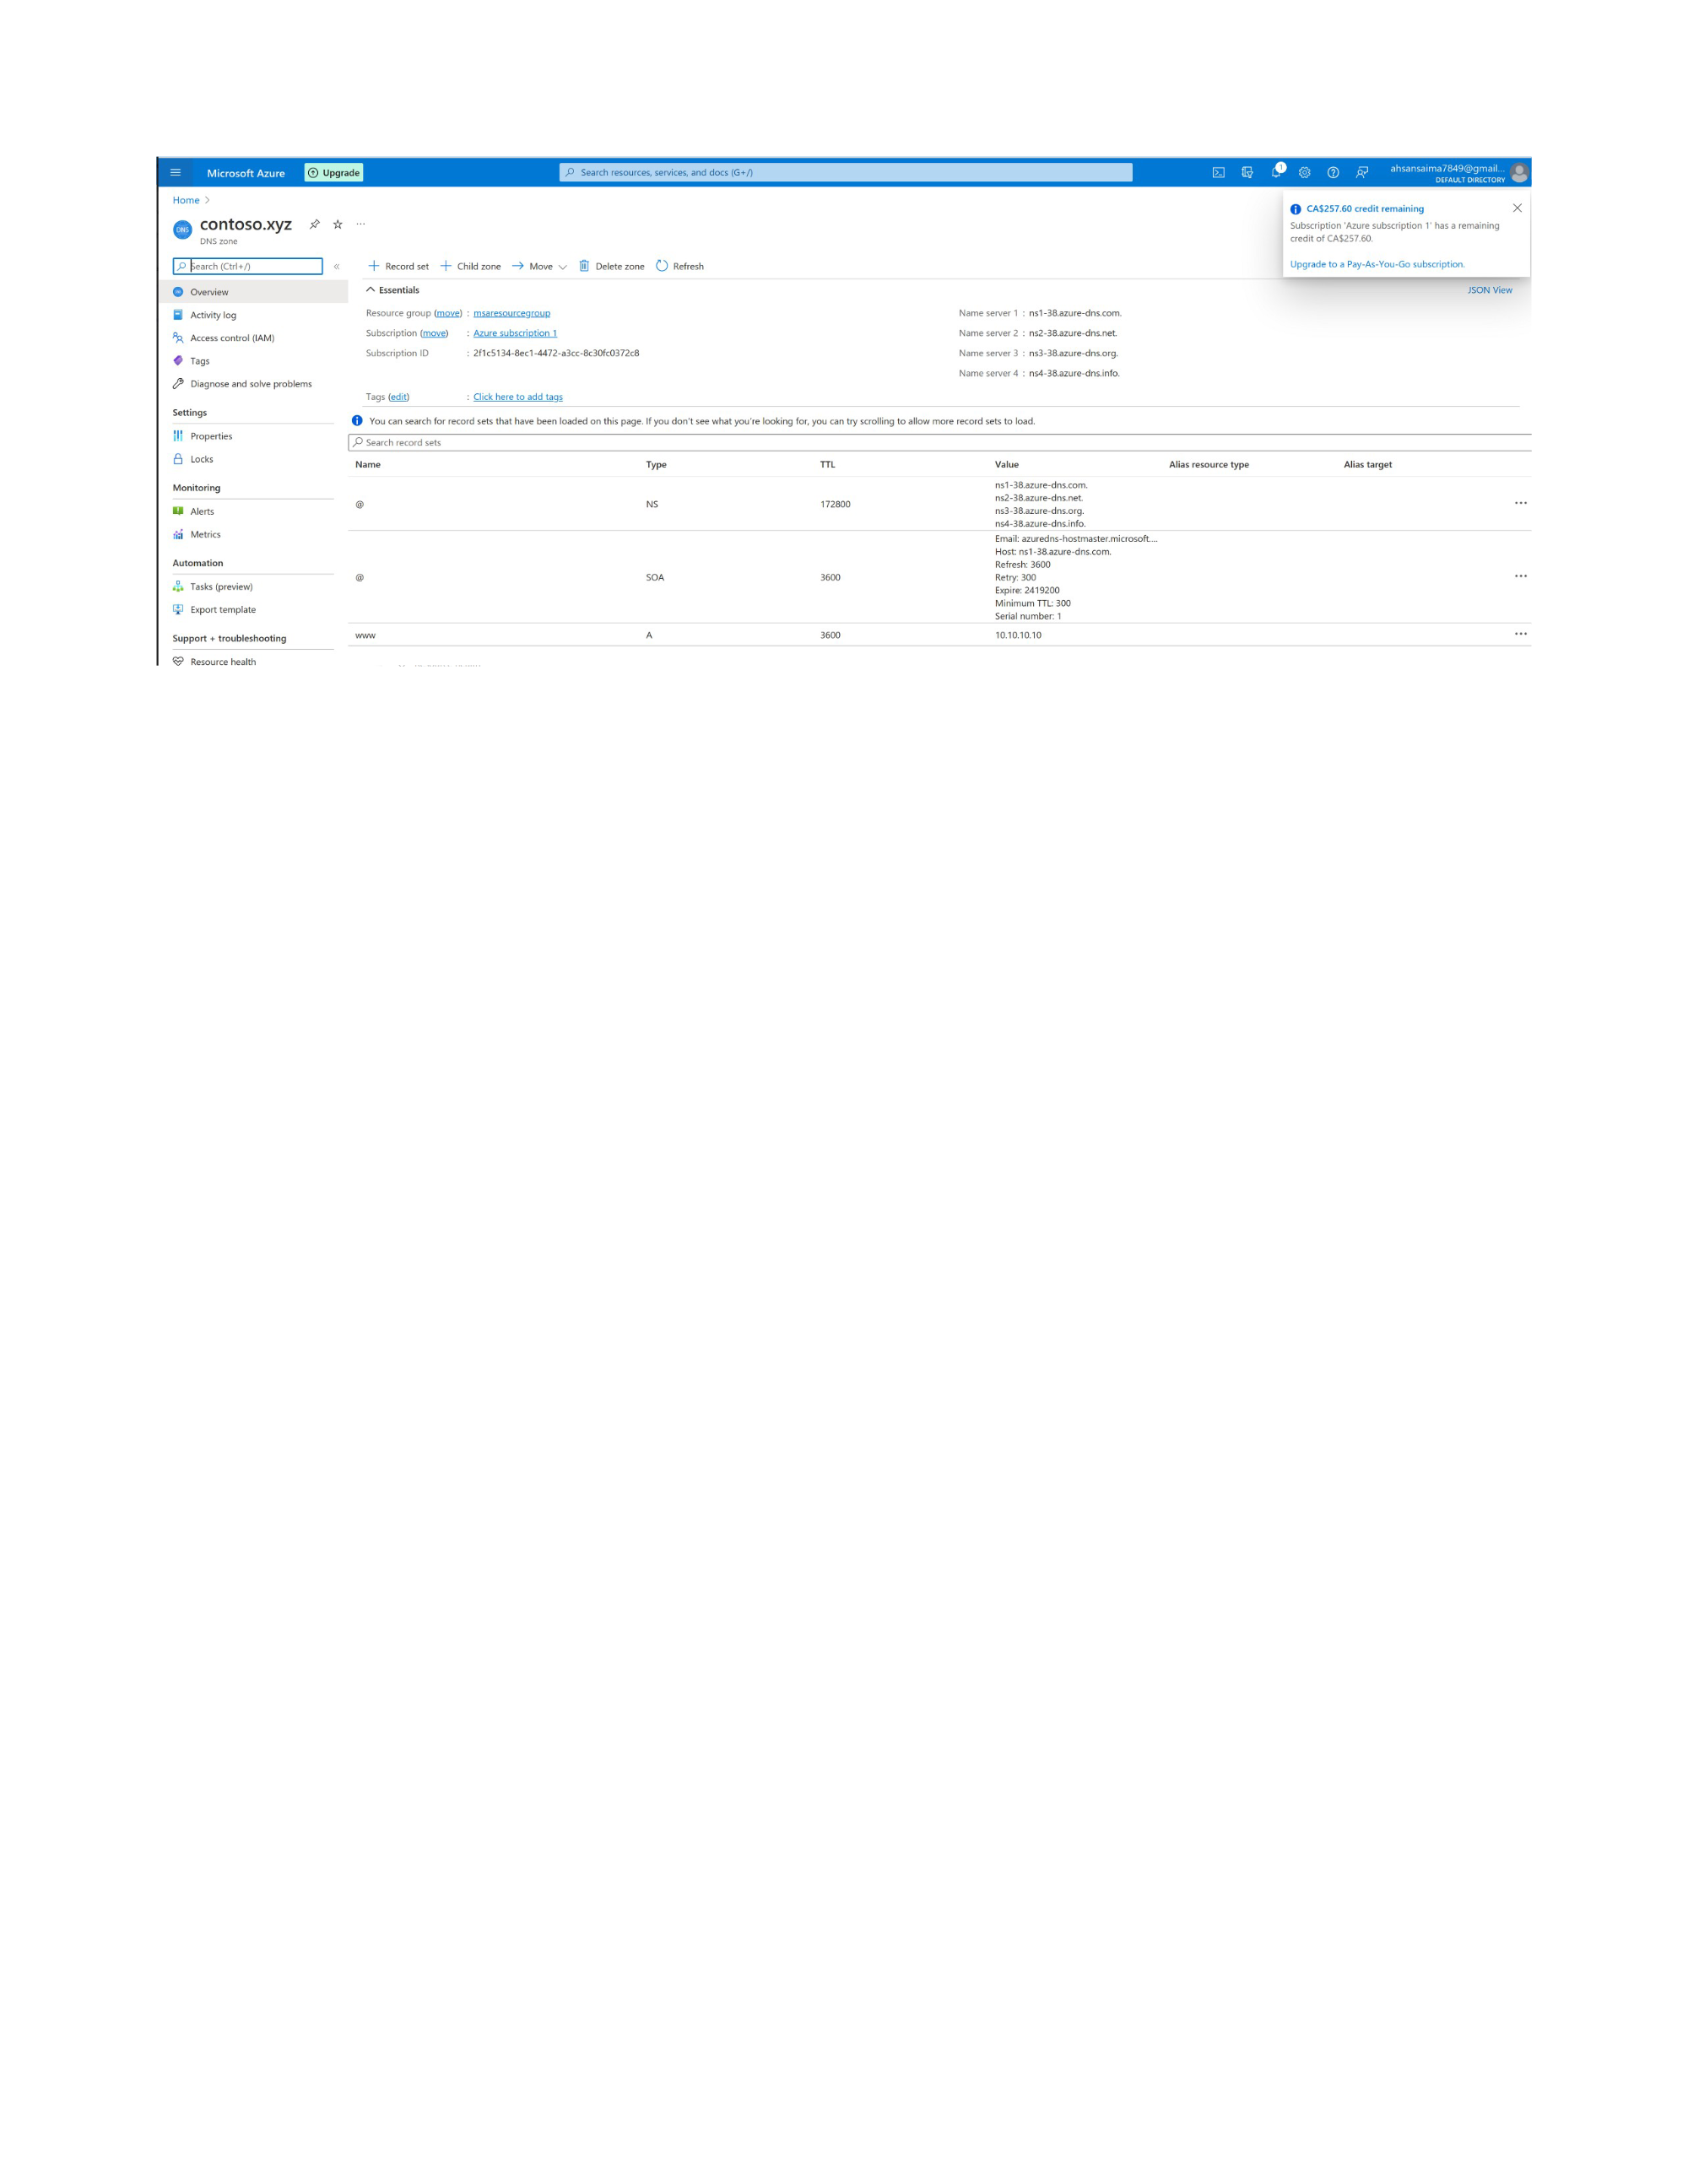 Microsoft Azure
Upgrade
Search resources, services, and docs (G+/)
1
ahsansaima7849@gmail...
DEFAULT DIRECTORY
Home >
CA$257.60 credit remaining
Subscription 'Azure subscription 1' has a remaining
credit of CA$257.60.
Upgrade to a Pay-As-You-Go subscription.
DNS
contoso.xyz
DNS zone
Search (Ctrl+/)
«
Overview
Activity log
Access control (IAM)
Tags
Diagnose and solve problems
Settings
Properties
Locks
Monitoring
Alerts
Metrics
Automation
Tasks (preview)
Export template
Support + troubleshooting
Resource health
+ Record set + Child zone → Move Delete zone Refresh
Essentials
JSON View
Resource group (move) : msaresourcegroup
Subscription (move) : Azure subscription 1
Subscription ID : 2f1c5134-8ec1-4472-a3cc-8c30fc0372c8
Name server 1 : ns1-38.azure-dns.com.
Name server 2 : ns2-38.azure-dns.net.
Name server 3 : ns3-38.azure-dns.org.
Name server 4 : ns4-38.azure-dns.info.
Tags (edit) : Click here to add tags
You can search for record sets that have been loaded on this page. If you don't see what you're looking for, you can try scrolling to allow more record sets to load.
Search record sets
Name Type TTL Value Alias resource type Alias target
@ NS 172800
ns1-38.azure-dns.com.
ns2-38.azure-dns.net.
ns3-38.azure-dns.org.
ns4-38.azure-dns.info.
@ SOA 3600
Email: azuredns-hostmaster.microsoft....
Host: ns1-38.azure-dns.com.
Refresh: 3600
Retry: 300
Expire: 2419200
Minimum TTL: 300
Serial number: 1
www A 3600 10.10.10.10